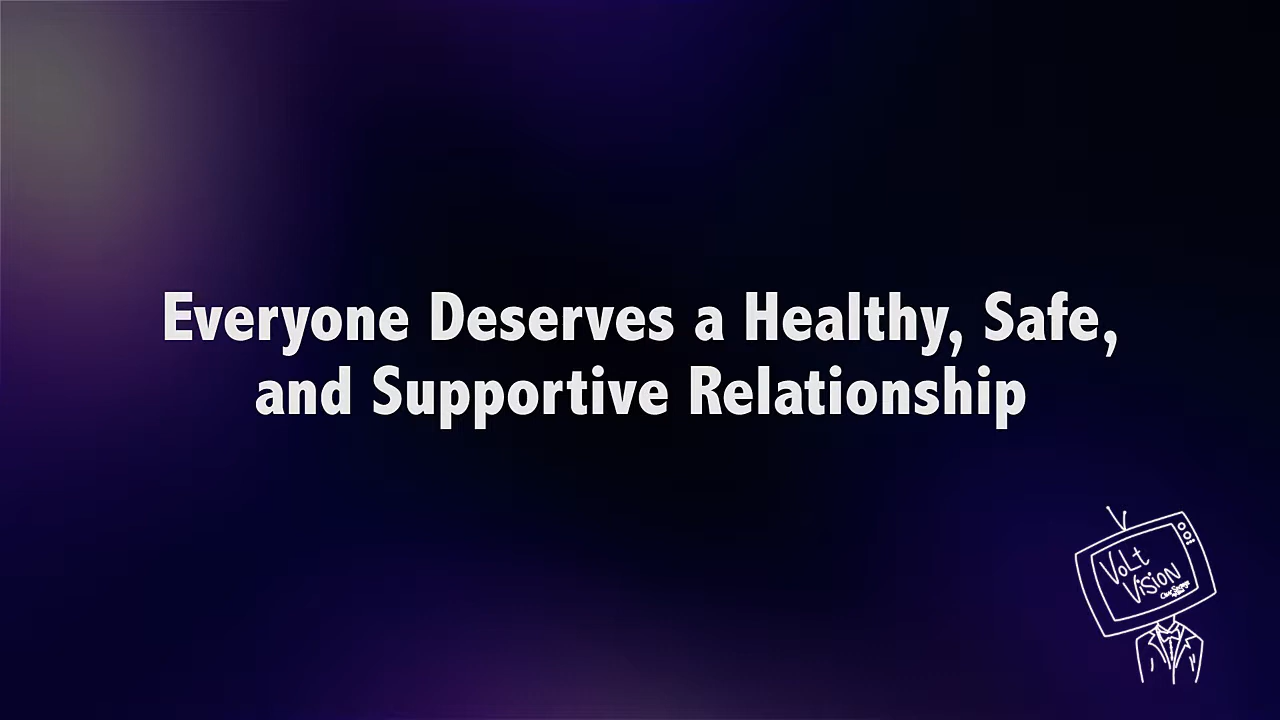 Everyone Deserves a Healthy, Safe,
and Supportive Relationship
VoLt
VisioN